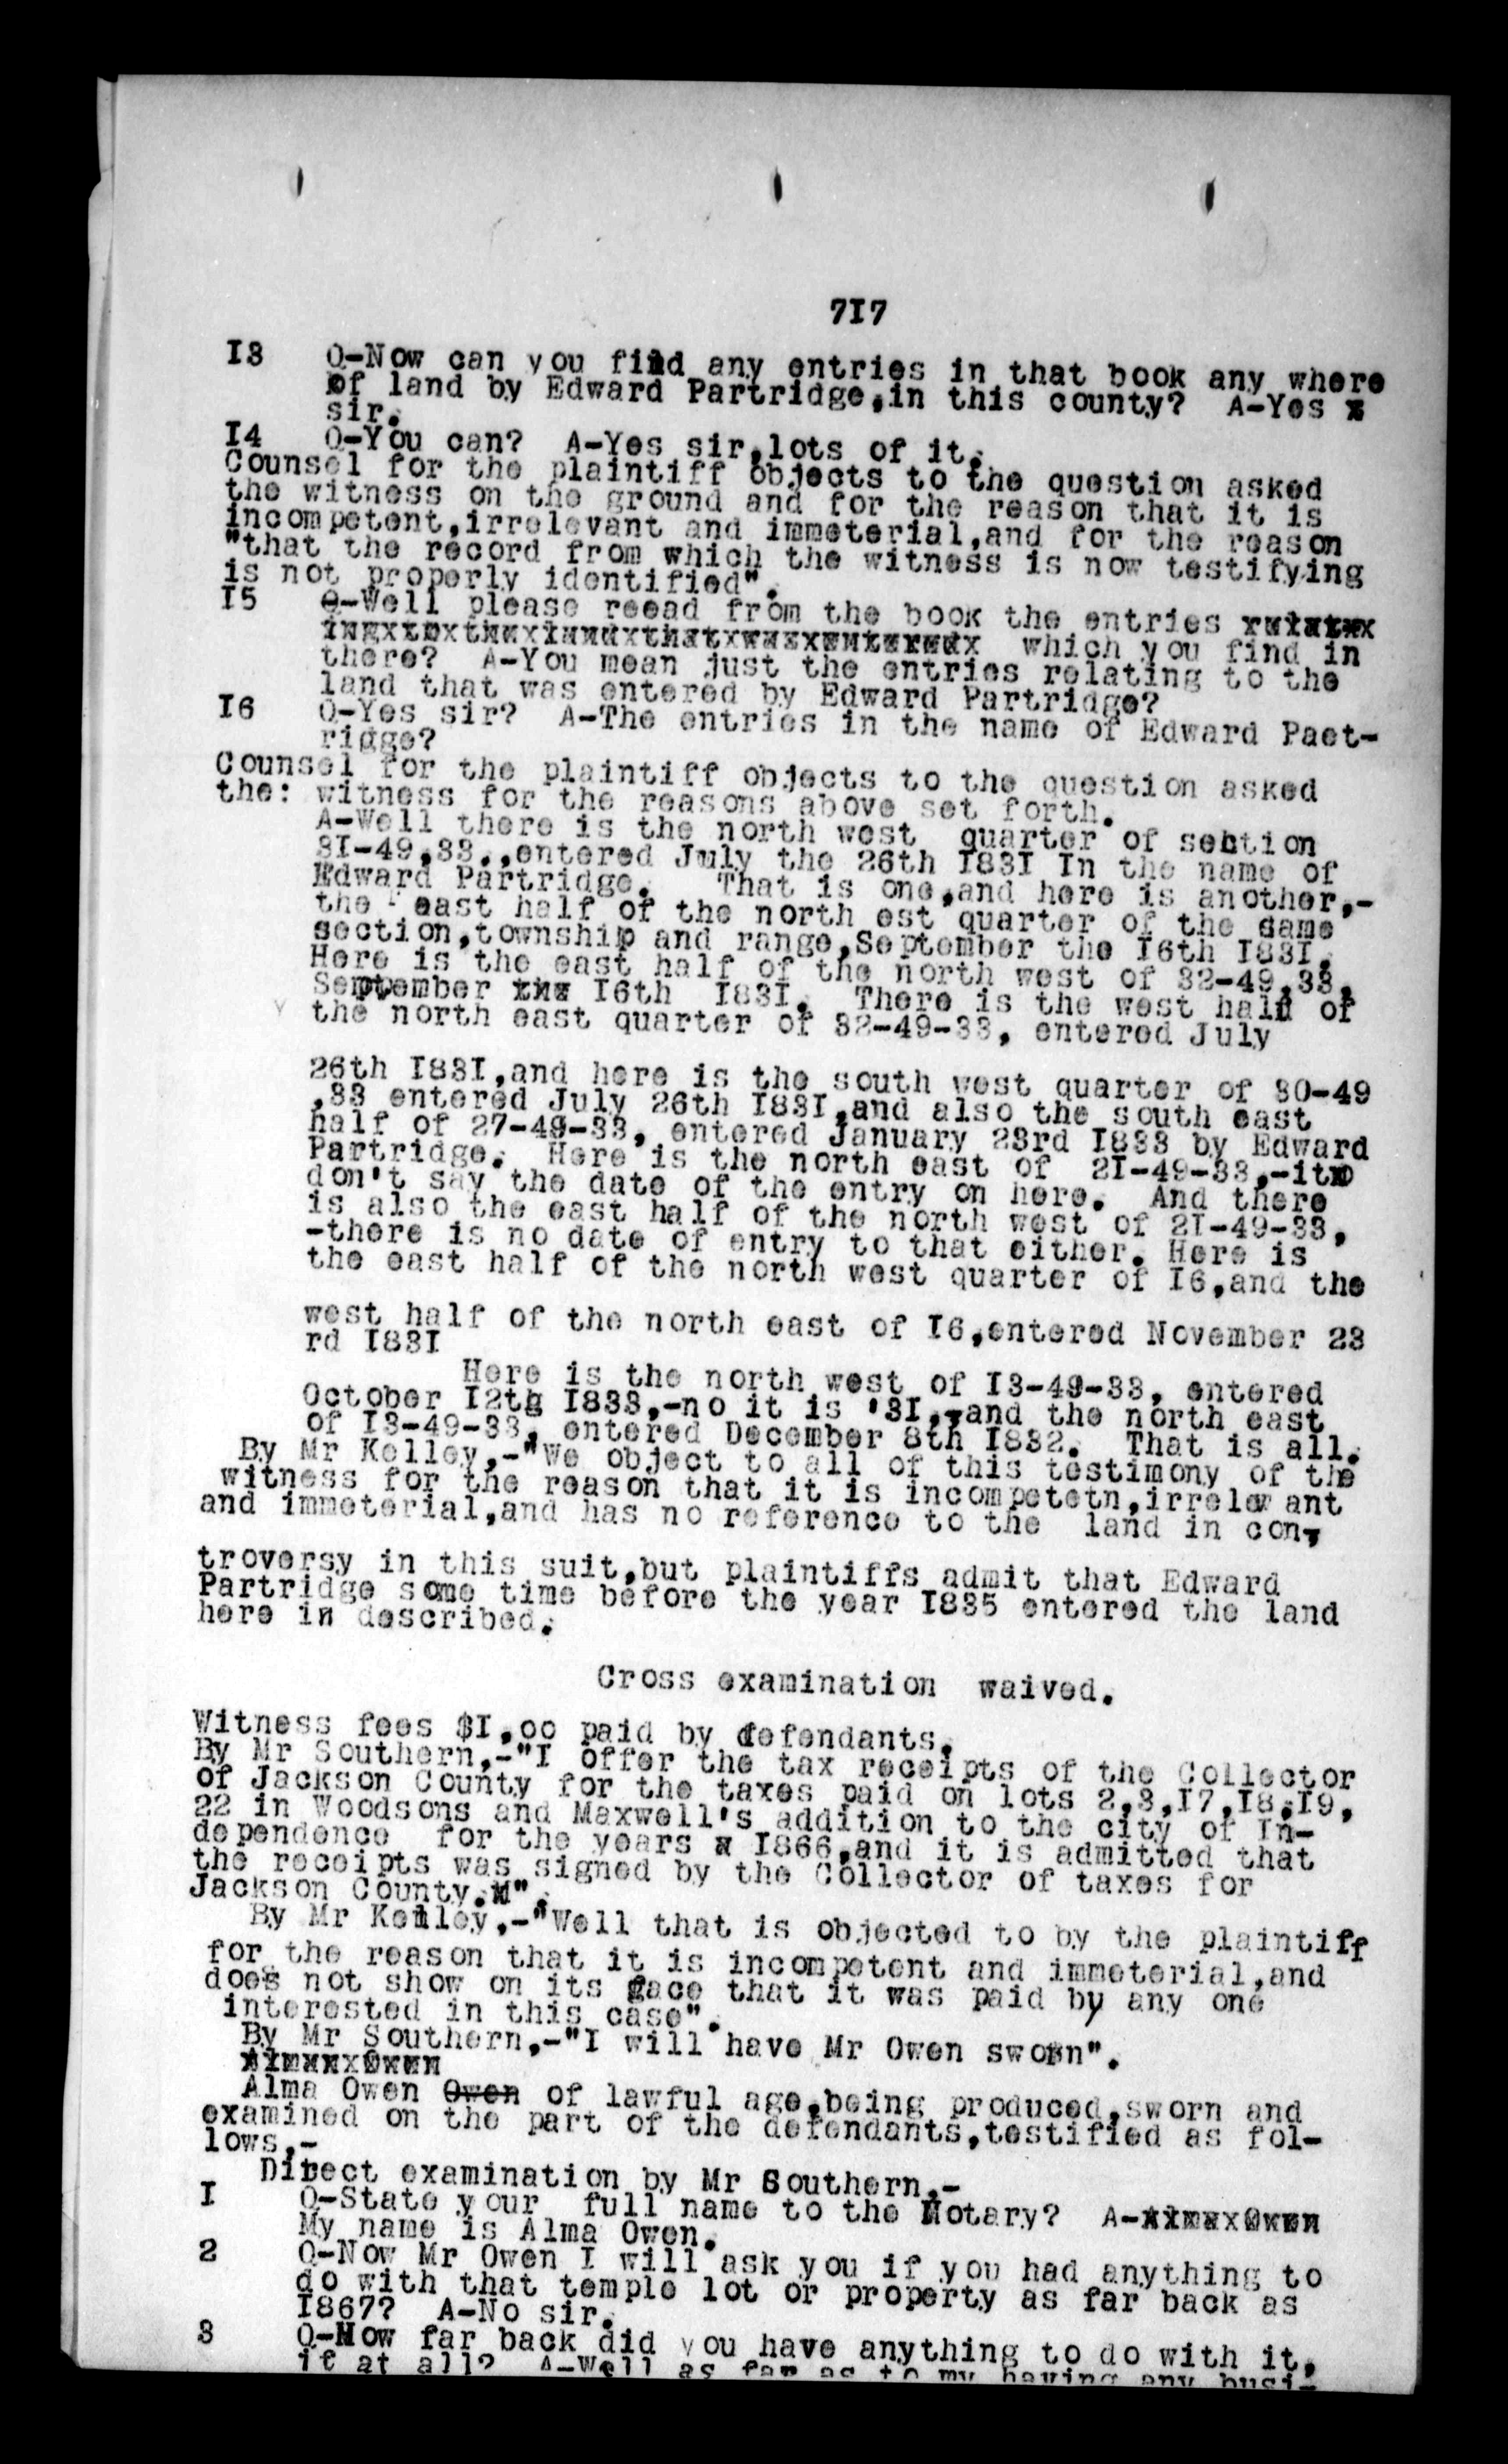 7I7
I3 Q-Now can you find any entries in that book any where
of land by Edward Partridge,in this county? A-Yes
sir.
I4 Q-You can? A-Yes sir,lots of it.
Counsel for the plaintiff objects to the question asked
the witness on the ground and for the reason that it is
incompetent,irrelevant and immeterial,and for the reason
"that the record from which the witness is now testifying
is not properly identified".
I5 Q-Well please reead from the book the entries
which you find in
there? A-You mean just the entries relating to the
land that was entered by Edward Partridge?
I6 Q-Yes sir? A-The entries in the name of Edward Paet-
ridge?
Counsel for the plaintiff objects to the question asked
the: witness for the reasons above set forth.
A-Well there is the north west quarter of section
3I-49,33.,entered July the 26th I83I In the name of
Edward Partridge. That is one,and here is another,-
the east half of the north est quarter of the same
section,township and range,September the I6th I83I.
Here is the east half of the north west of 32-49,33,
September the I6th I83I. There is the west half of
the north east quarter of 32-49-33, entered July
26th I83I,and here is the south west quarter of 30-49
,33 entered July 26th I83I,and also the south east
half of 27-49-33, entered January 23rd I833 by Edward
Partridge. Here is the north east of 2I-49-33,-it
don't say the date of the entry on here. And there
is also the east half of the north west of 2I-49-33,
-there is no date of entry to that either. Here is
the east half of the north west quarter of I6,and the
west half of the north east of I6,entered November 23
rd I83I
Here is the north west of I3-49-33, entered
October I2tg I833,-no it is '3I,-and the north east
of I3-49-33, entered December 8th I832. That is all.
By Mr Kelley,-"We object to all of this testimony of the
witness for the reason that it is incompetetn,irrelevant
and immeterial,and has no reference to the land in con-
troversy in this suit,but plaintiffs admit that Edward
Partridge some time before the year I835 entered the land
here in described.
Cross examination waived.
Witness fees $I.oo paid by defendants.
By Mr Southern,-"I offer the tax receipts of the Collector
of Jackson County for the taxes paid on lots 2,3,I7,I8,I9,
22 in Woodsons and Maxwell's addition to the city of In-
dependence for the years I866,and it is admitted that
the receipts was signed by the Collector of taxes for
Jackson County."
By Mr Kelley,-"Well that is objected to by the plaintiff
for the reason that it is incompetent and immeterial,and
does not show on its face that it was paid by any one
interested in this case".
By Mr Southern,-"I will have Mr Owen sworn".
Alma Owen Owen of lawful age,being produced,sworn and
examined on the part of the defendants,testified as fol-
lows,-
Direct examination by Mr Southern,-
I Q-State your full name to the Notary? A-
My name is Alma Owen.
2 Q-Now Mr Owen I will ask you if you had anything to
do with that temple lot or property as far back as
I867? A-No sir.
3 Q-How far back did you have anything to do with it,
if at all? A-Well as far as to my having any busi-